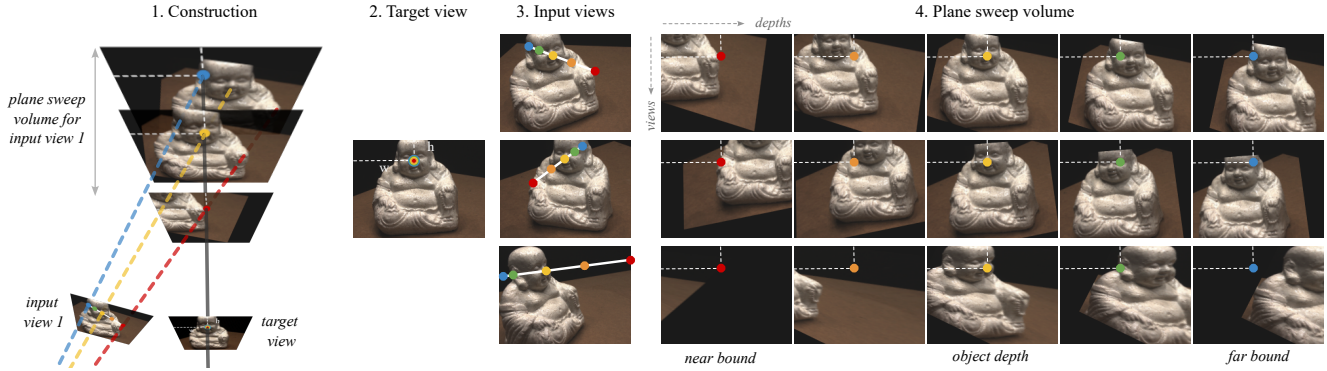 1. Construction
2. Target view
3. Input views
4. Plane sweep volume
depths
plane sweep
volume for
input view 1
views
h
w
input
view 1
target
view
near bound
object depth
far bound